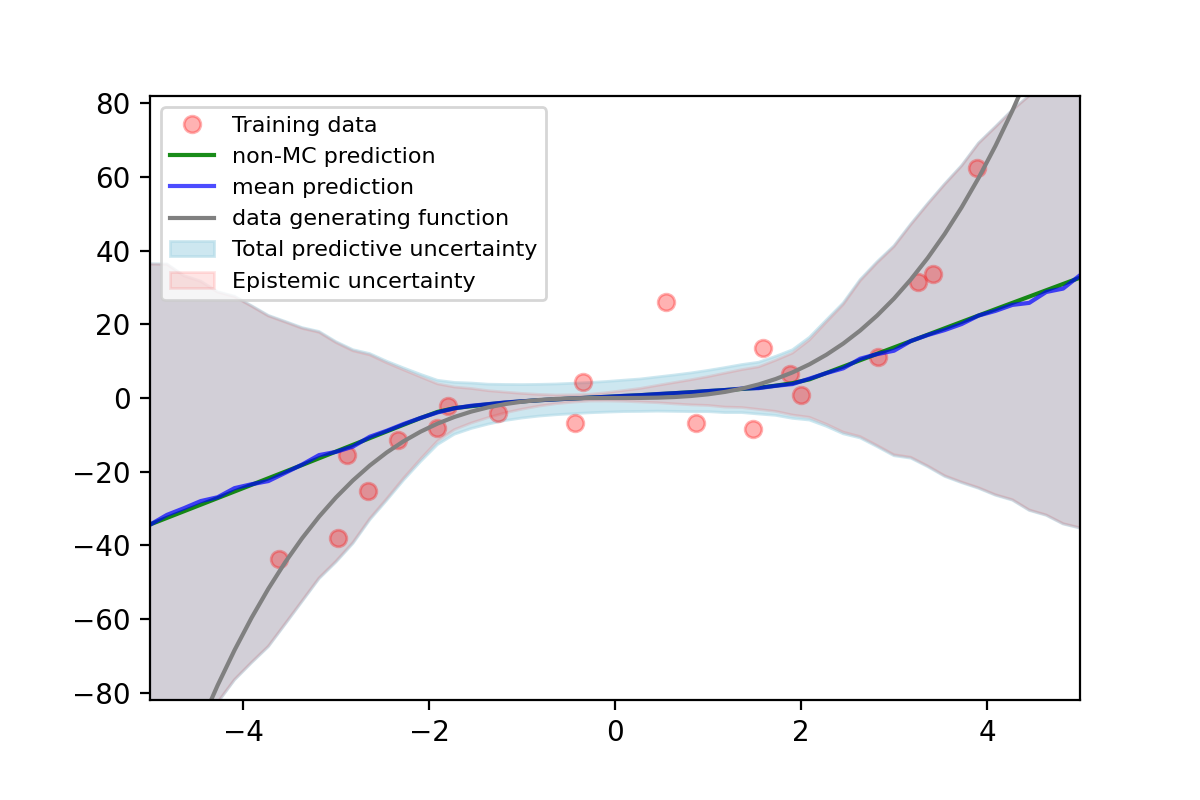 80
60
40
20
0
−20
−40
−60
−80
Training data
non-MC prediction
mean prediction
data generating function
Total predictive uncertainty
Epistemic uncertainty
−4 −2 0 2 4